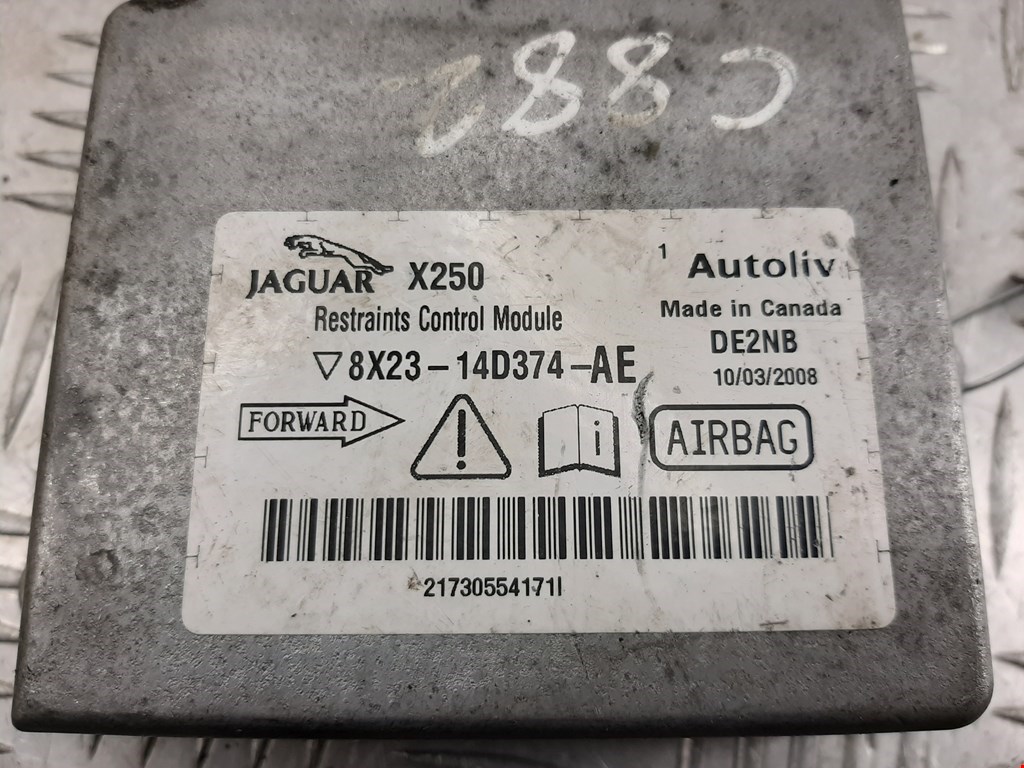 C882
JAGUAR X250
Restraints Control Module
▽8X23-14D374-AE
1 Autoliv
Made in Canada
DE2NB
10/03/2008
FORWARD
! i AIRBAG
21730554171I